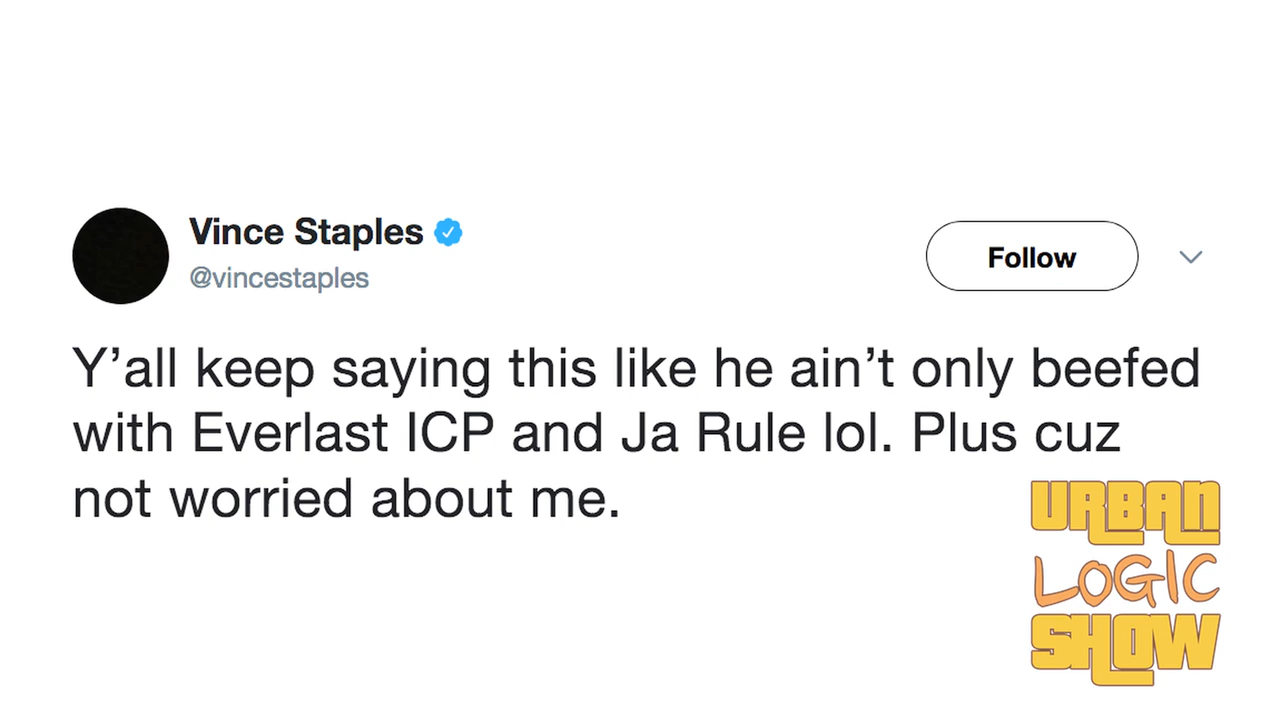 Vince Staples
@vincestaples
Follow
Y’all keep saying this like he ain’t only beefed
with Everlast ICP and Ja Rule lol. Plus cuz
not worried about me.
URBAN
LOGIC
SHOW